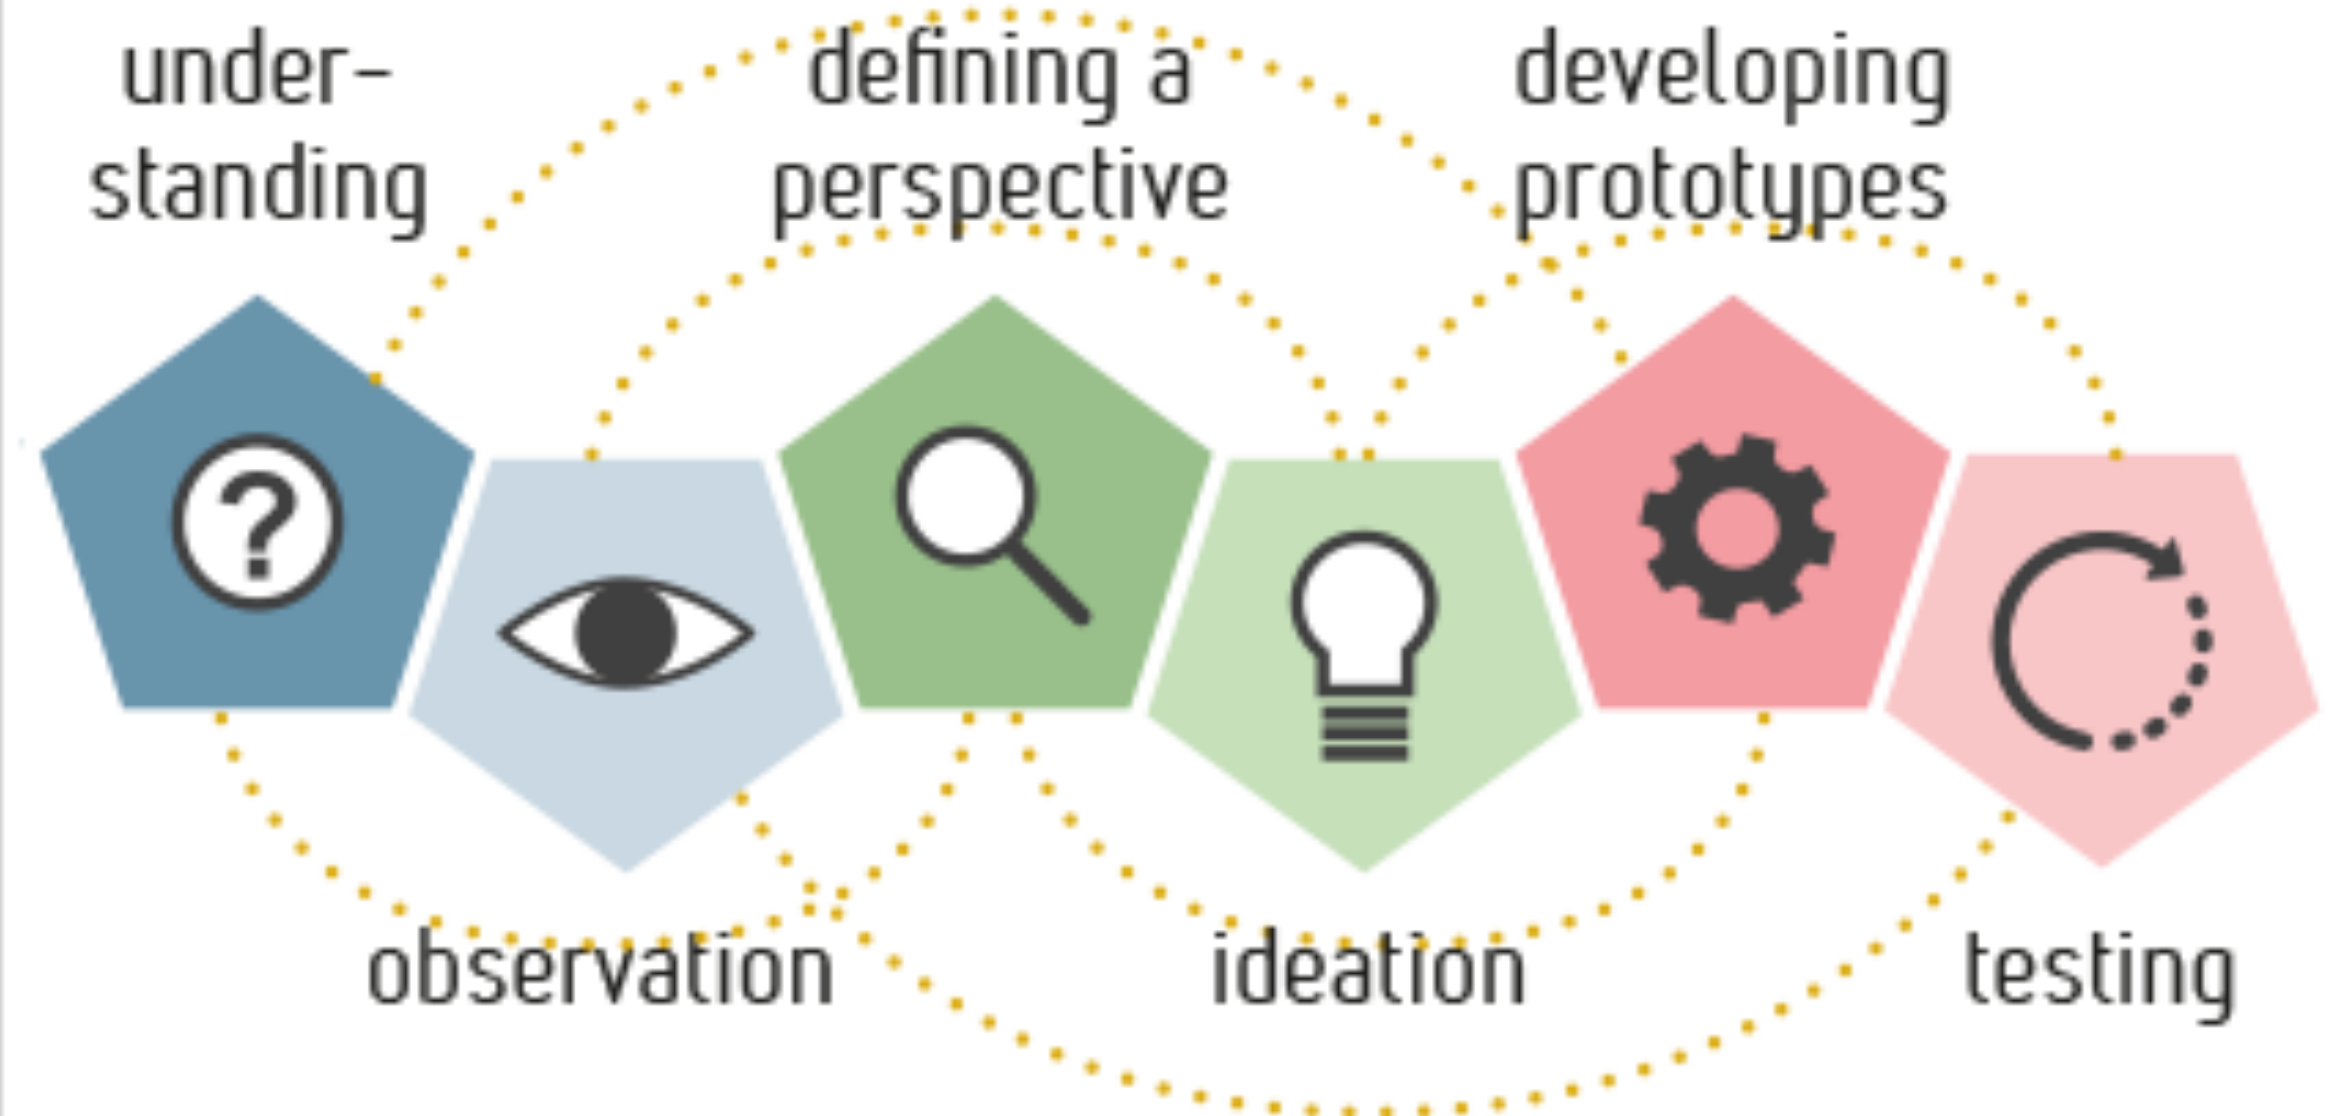 under-
standing
defining a
perspective
developing
prototypes
?
observation
ideation
testing